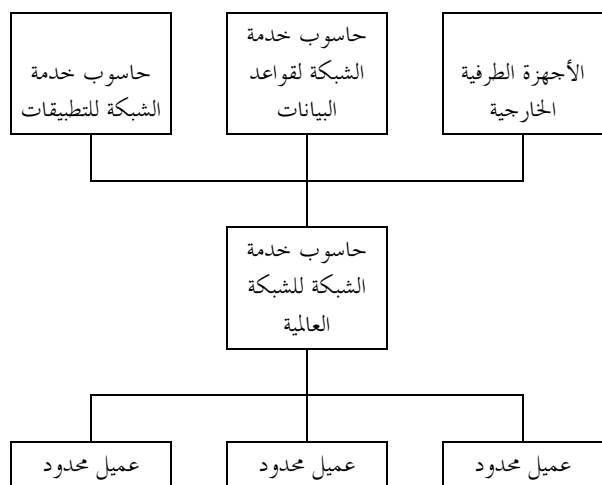 الأجهزة الطرفية
الخارجية
حاسوب خدمة
الشبكة لقواعد
البيانات
حاسوب خدمة
الشبكة للتطبيقات
حاسوب خدمة
الشبكة للشبكة
العالمية
عميل محدود
عميل محدود
عميل محدود